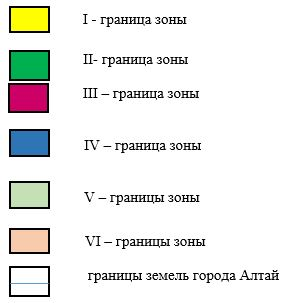 I - граница зоны
II- граница зоны
III – граница зоны
IV – граница зоны
V – границы зоны
VI – границы зоны
границы земель города Алтай